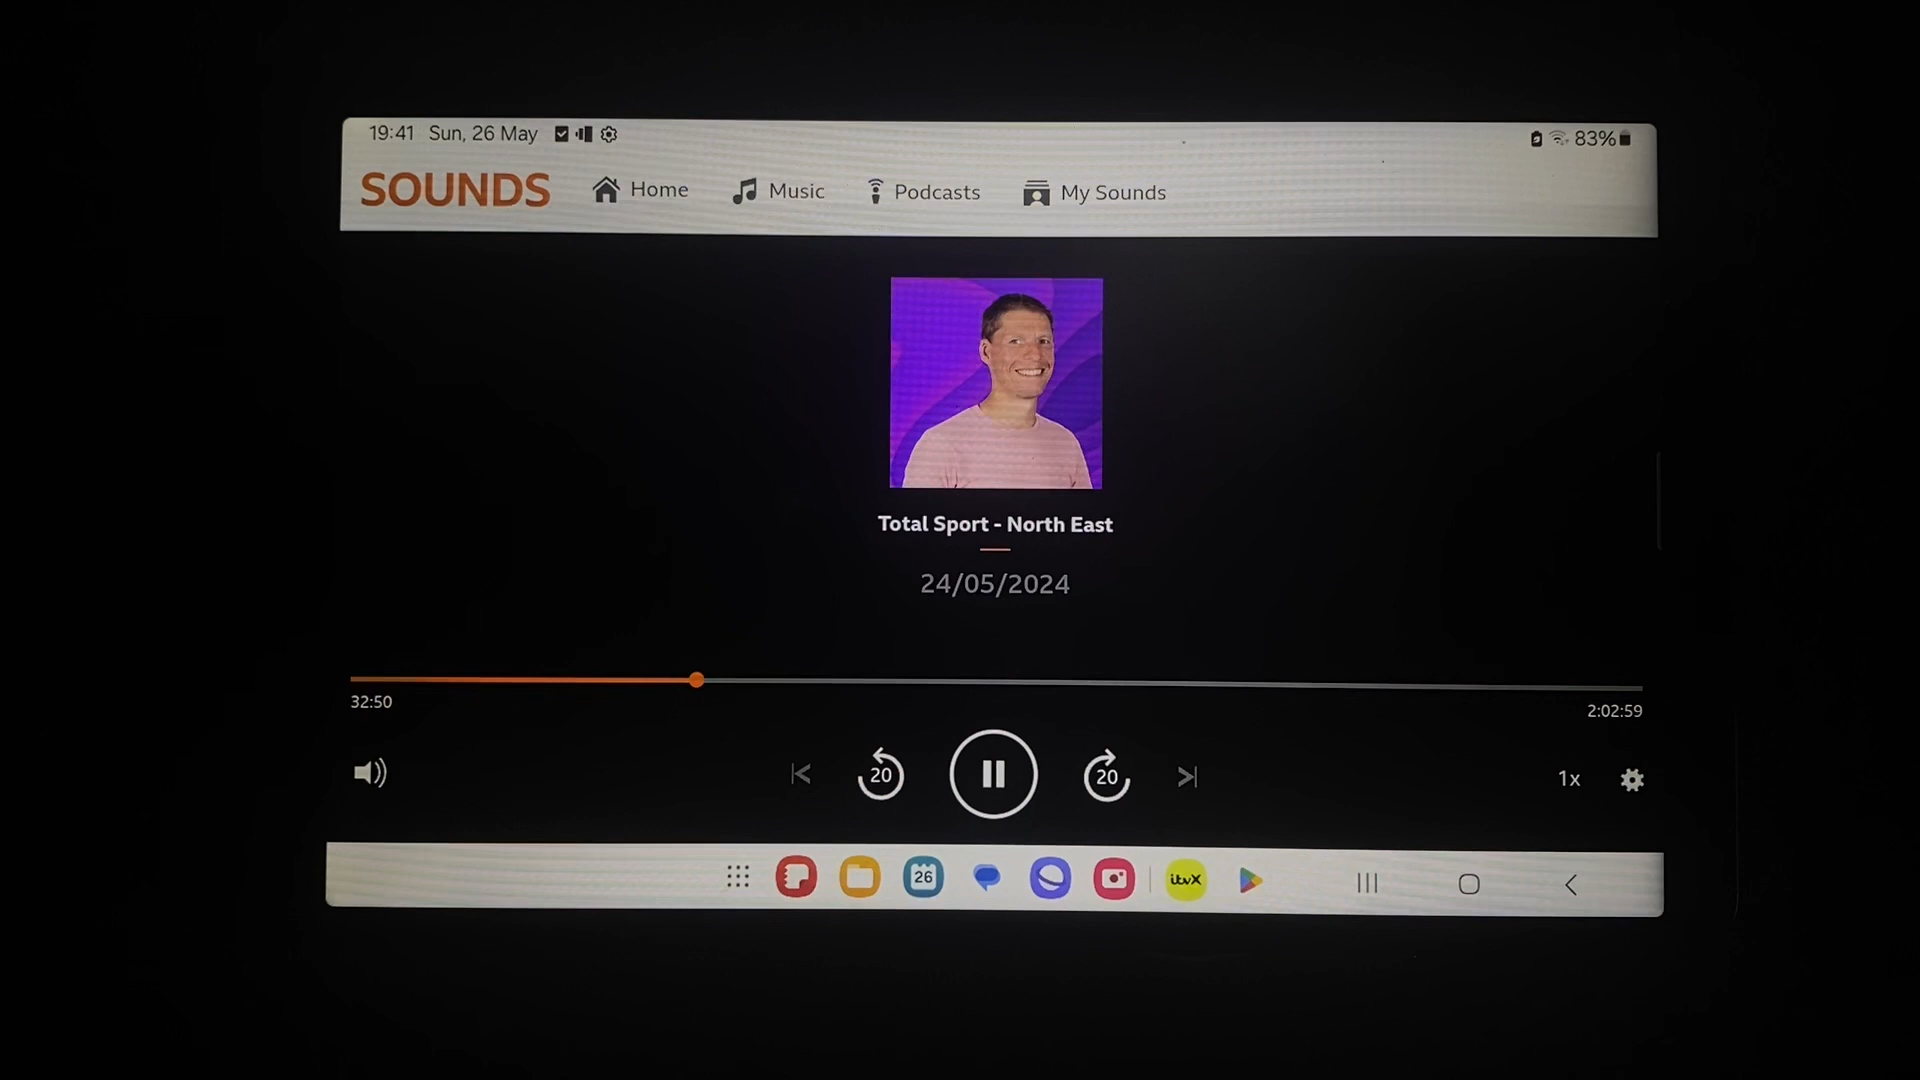 19:41 Sun, 26 May
83%
SOUNDS Home Music Podcasts My Sounds
Total Sport - North East
24/05/2024
32:50
2:02:59
20
20
1x
26
itvX